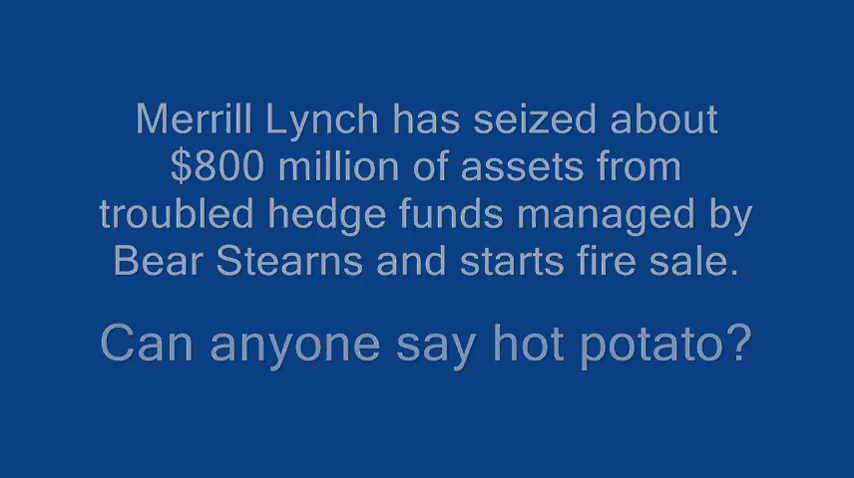 Merrill Lynch has seized about
$800 million of assets from
troubled hedge funds managed by
Bear Stearns and starts fire sale.
Can anyone say hot potato?